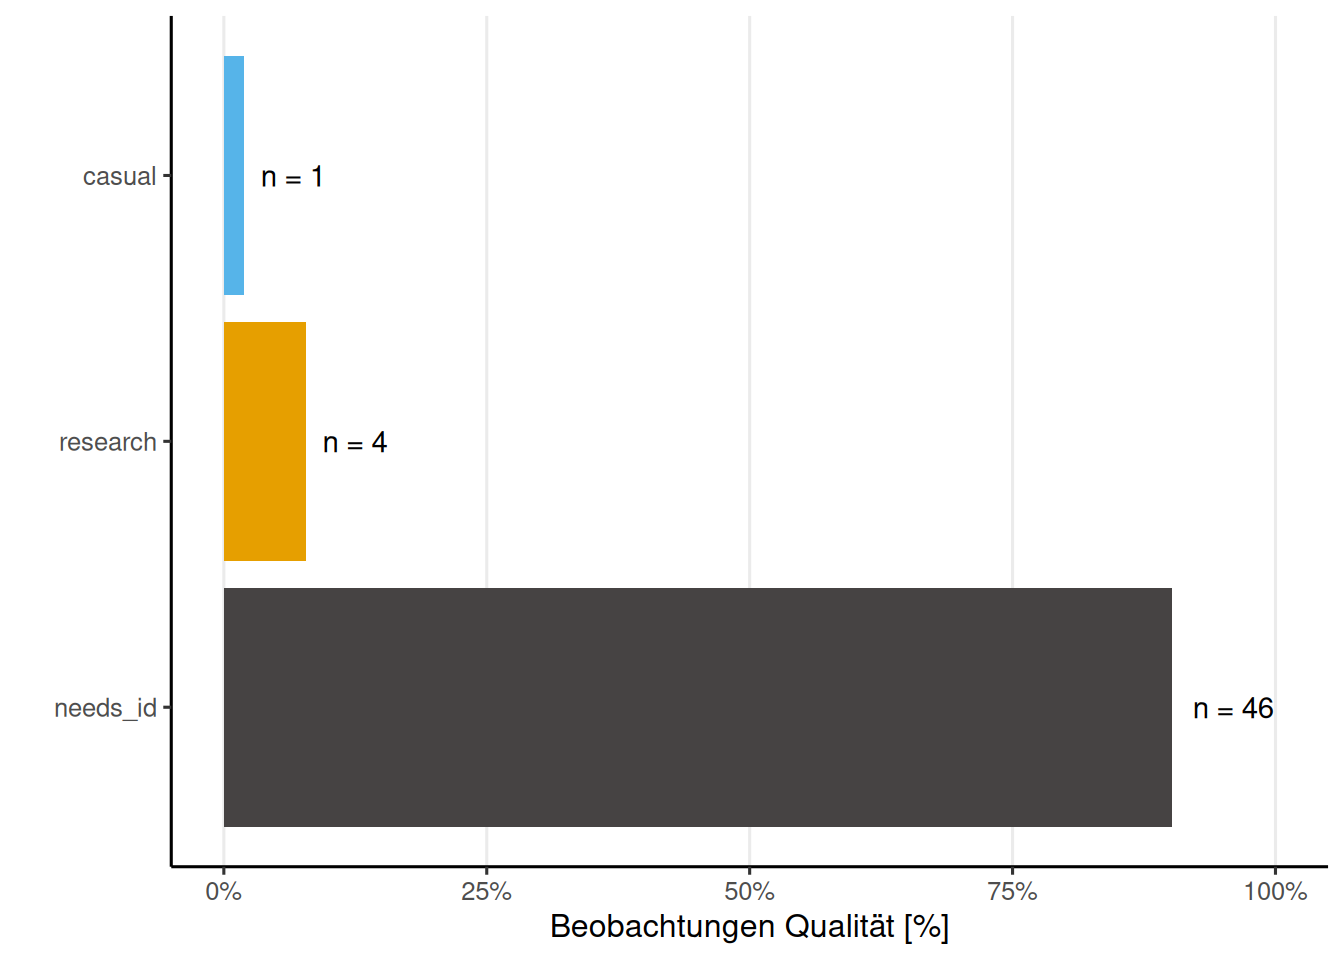 casual
n = 1
research
n = 4
needs_id
n = 46
0%
25%
50%
75%
100%
Beobachtungen Qualität [%]